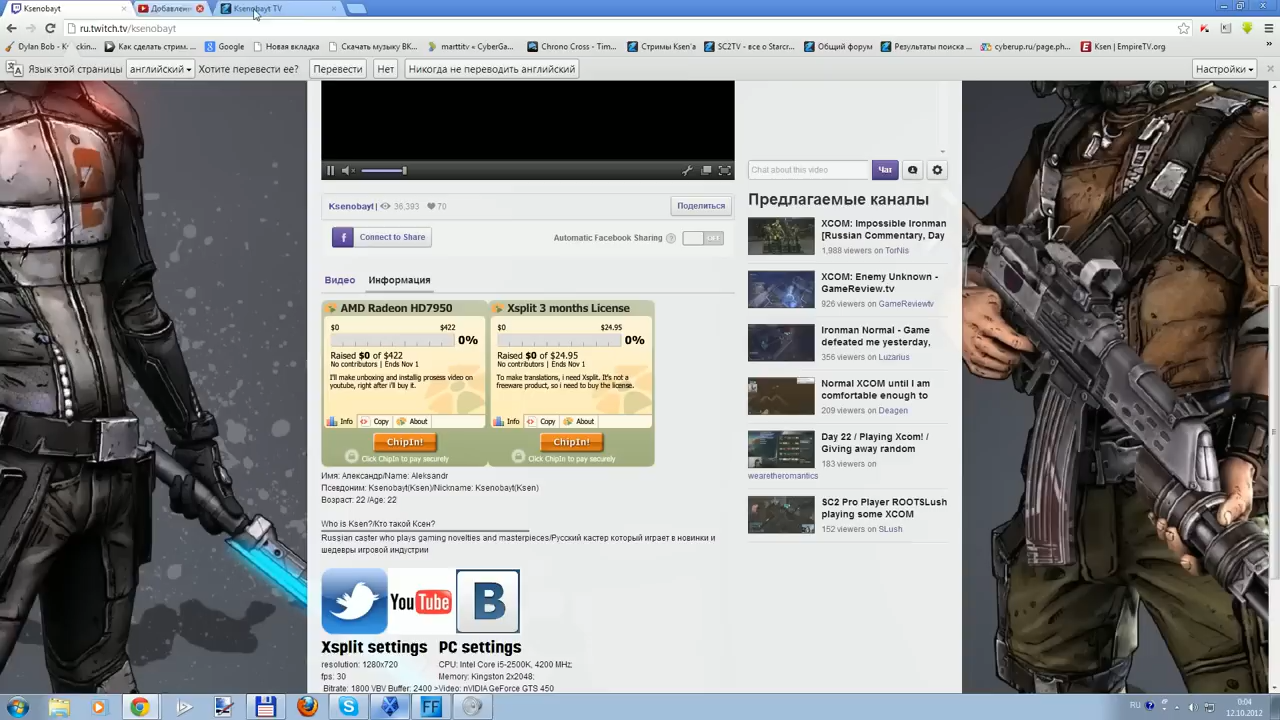 Ksenobayt
Добавлени
Ksenobayt TV
ru.twitch.tv/ksenobayt
Dylan Bob - Y
ckin...
Как сделать стрим. ...
Google
Новая вкладка
Скачать музыку ВК...
marttitv « CyberGa...
Chrono Cross - Tim...
Стримы Ksen'a
SC2TV - все о Starcr...
Общий форум
Результаты поиска ...
cyberup.ru/page.ph...
Ksen | EmpireTV.org
Язык этой страницы
английский
Хотите перевести ее?
Перевести
Нет
Никогда не переводить английский
Настройки
Chat about this video
Чат
Ksenobayt |
36,393
70
Поделиться
f
Connect to Share
Automatic Facebook Sharing
?
OFF
Видео
Информация
AMD Radeon HD7950
$0
$422
0%
Raised $0 of $422
No contributors | Ends Nov 1
I'll make unboxing and installig prosess video on
youtube, right after i'll buy it.
Info
Copy
About
ChipIn!
Click ChipIn to pay securely
Xsplit 3 months License
$0
$24.95
0%
Raised $0 of $24.95
No contributors | Ends Nov 1
To make translations, i need Xsplit. It's not a
freeware product, so i need to buy the license.
Info
Copy
About
ChipIn!
Click ChipIn to pay securely
Имя: Александр/Name: Aleksandr
Псевдоним: Ksenobayt(Ksen)/Nickname: Ksenobayt(Ksen)
Возраст: 22 /Age: 22
Who is Ksen?/Кто такой Ксен?
Russian caster who plays gaming novelties and masterpieces/Русский кастер который играет в новинки и
шедевры игровой индустрии
You Tube
B
Xsplit settings
resolution: 1280x720
fps: 30
Bitrate: 1800 VBV Buffer: 2400 >
PC settings
CPU: Intel Core i5-2500K, 4200 MHz;
Memory: Kingston 2x2048;
Video: nVIDIA GeForce GTS 450
Предлагаемые каналы
XCOM: Impossible Ironman
[Russian Commentary, Day
1,988 viewers on TorNis
XCOM: Enemy Unknown -
GameReview.tv
926 viewers on GameReviewtv
Ironman Normal - Game
defeated me yesterday,
356 viewers on Luzarius
Normal XCOM until I am
comfortable enough to
209 viewers on Deagen
Day 22 / Playing Xcom! /
Giving away random
183 viewers on
wearetheromantics
SC2 Pro Player ROOTSLush
playing some XCOM
152 viewers on SLush
FF
RU
0:04
12.10.2012